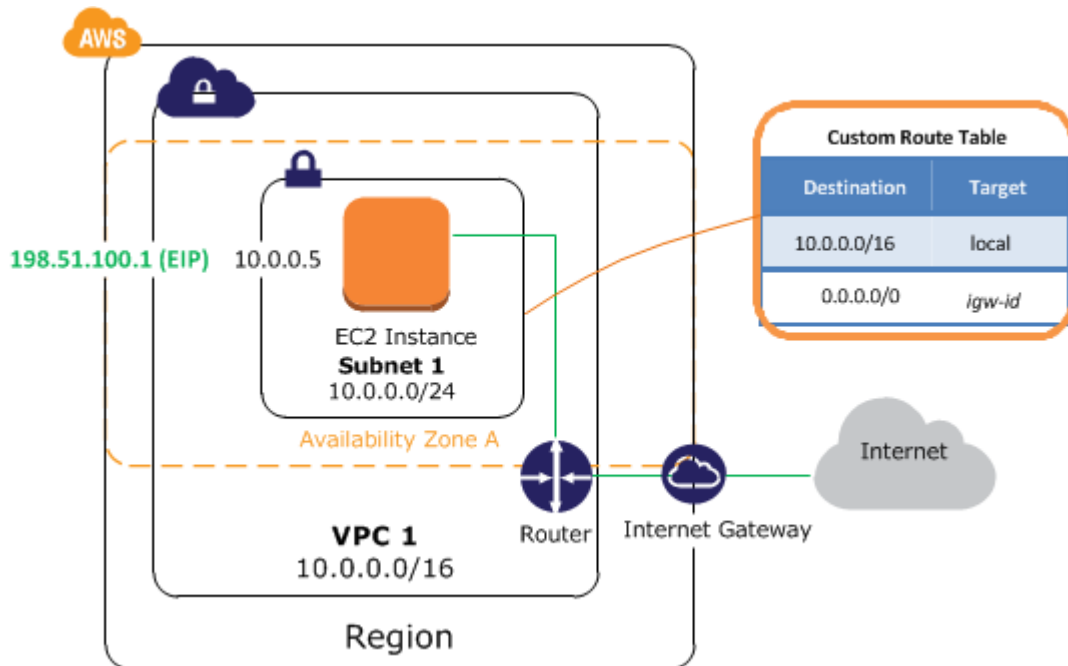 AWS
Custom Route Table
Destination Target
10.0.0.0/16 local
0.0.0.0/0 igw-id
198.51.100.1 (EIP) 10.0.0.5
EC2 Instance
Subnet 1
10.0.0.0/24
Availability Zone A
Internet
Router
Internet Gateway
VPC 1
10.0.0.0/16
Region